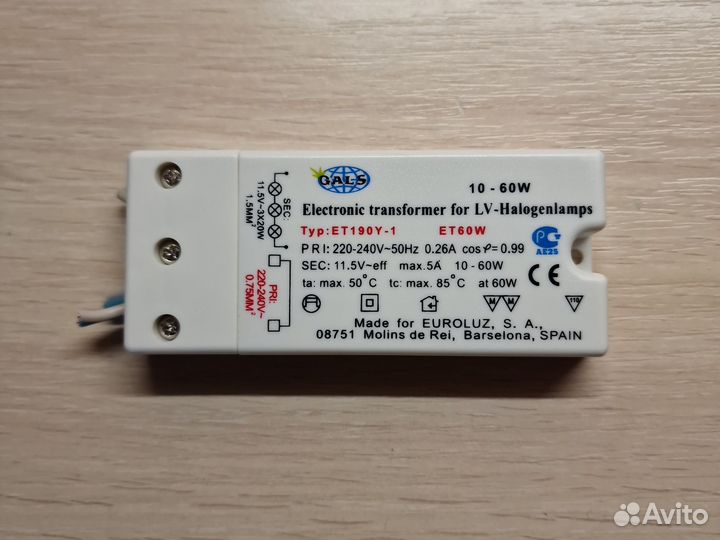 GALS
10 - 60W
Electronic transformer for LV-Halogenlamps
Typ:ET190Y-1 ET60W
PRI: 220-240V~50Hz 0.26A cosφ=0.99
SEC: 11.5V~eff max.5A 10 - 60W
ta: max. 50°C tc: max. 85°C at 60W
Made for EUROLUZ, S. A.,
08751 Molins de Rei, Barselona, SPAIN
SEC:
11.5V~3X20W
1.5MM²
PRI:
220-240V~
0.75MM²
AE25
CE
M M
110
Avito